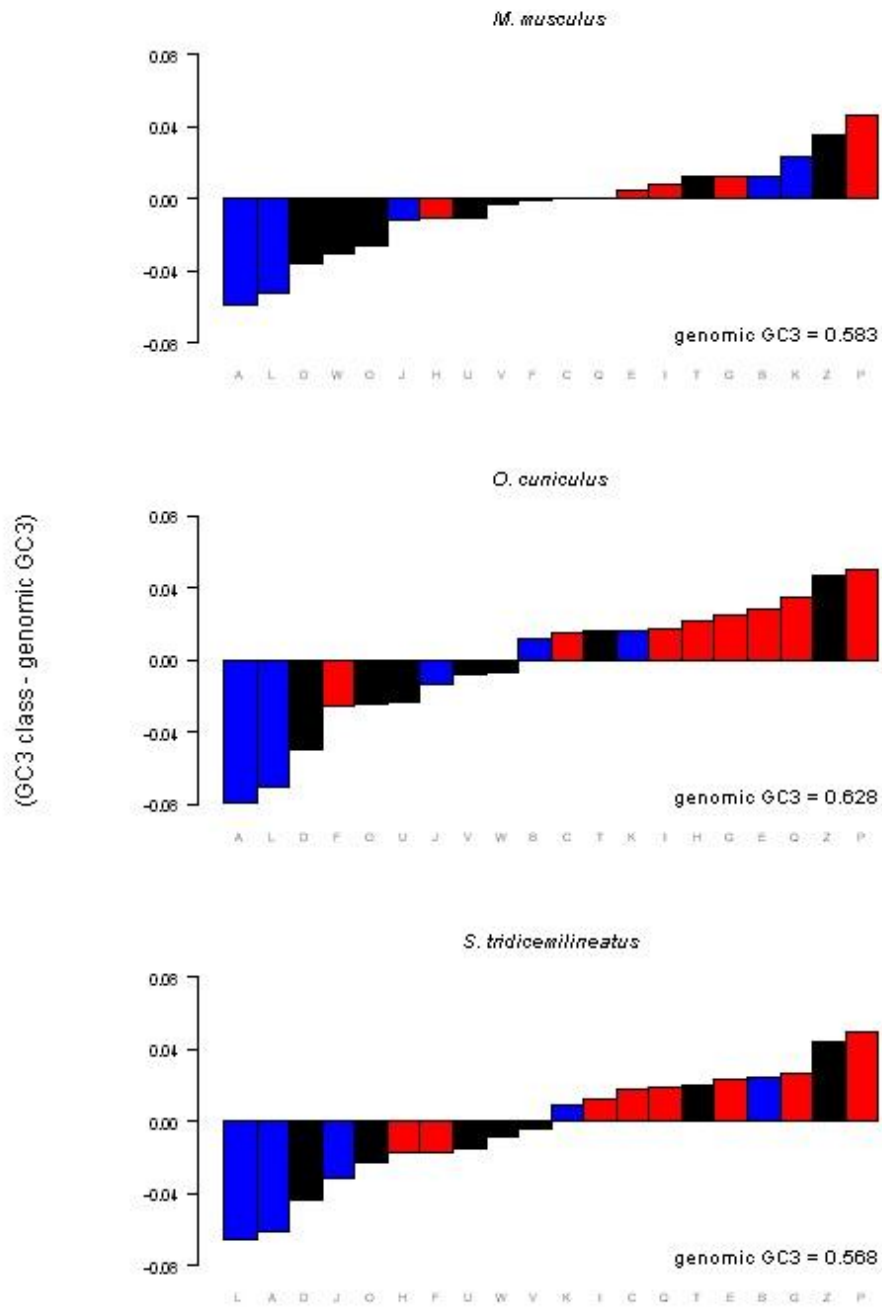 M. musculus
0.08
0.04
0.00
-0.04
-0.08
genomic GC3 = 0.583
A L D W O J H U V F C Q E I T G B K Z P
O. cuniculus
0.08
0.04
0.00
-0.04
-0.08
genomic GC3 = 0.628
A L D F O U J V W B C T K I H G E Q Z P
(GC3 class - genomic GC3)
S. tridicemilineatus
0.08
0.04
0.00
-0.04
-0.08
genomic GC3 = 0.568
L A D J O H F U W V K I C Q T E B G Z P